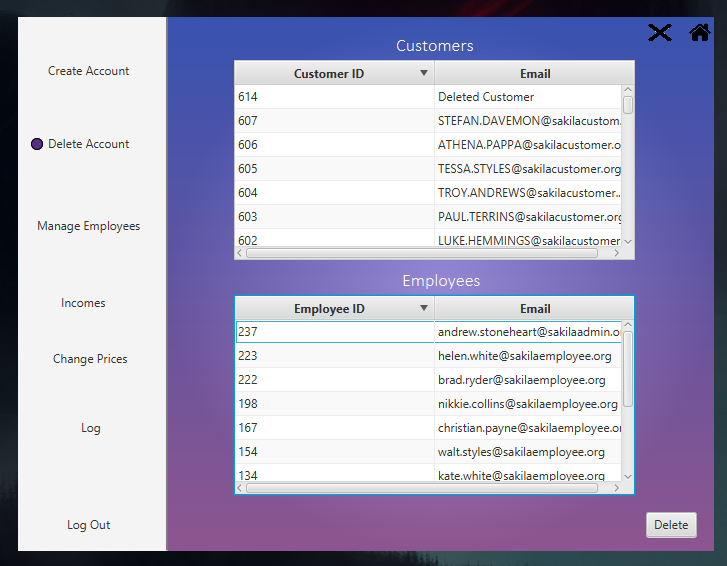 Create Account
Delete Account
Manage Employees
Incomes
Change Prices
Log
Log Out
Customers
Customer ID Email
614 Deleted Customer
607 STEFAN.DAVEMON@sakilacustom..
606 ATHENA.PAPPA@sakilacustomer.o
605 TESSA.STYLES@sakilacustomer.org
604 TROY.ANDREWS@sakilacustomer..
603 PAUL.TERRINS@sakilacustomer.org
602 LUKE.HEMMINGS@sakilacustomer
Employees
Employee ID Email
237 andrew.stoneheart@sakilaadmin.o
223 helen.white@sakilaemployee.org
222 brad.ryder@sakilaemployee.org
198 nikkie.collins@sakilaemployee.org
167 christian.payne@sakilaemployee.or
154 walt.styles@sakilaemployee.org
134 kate.white@sakilaemployee.org
Delete